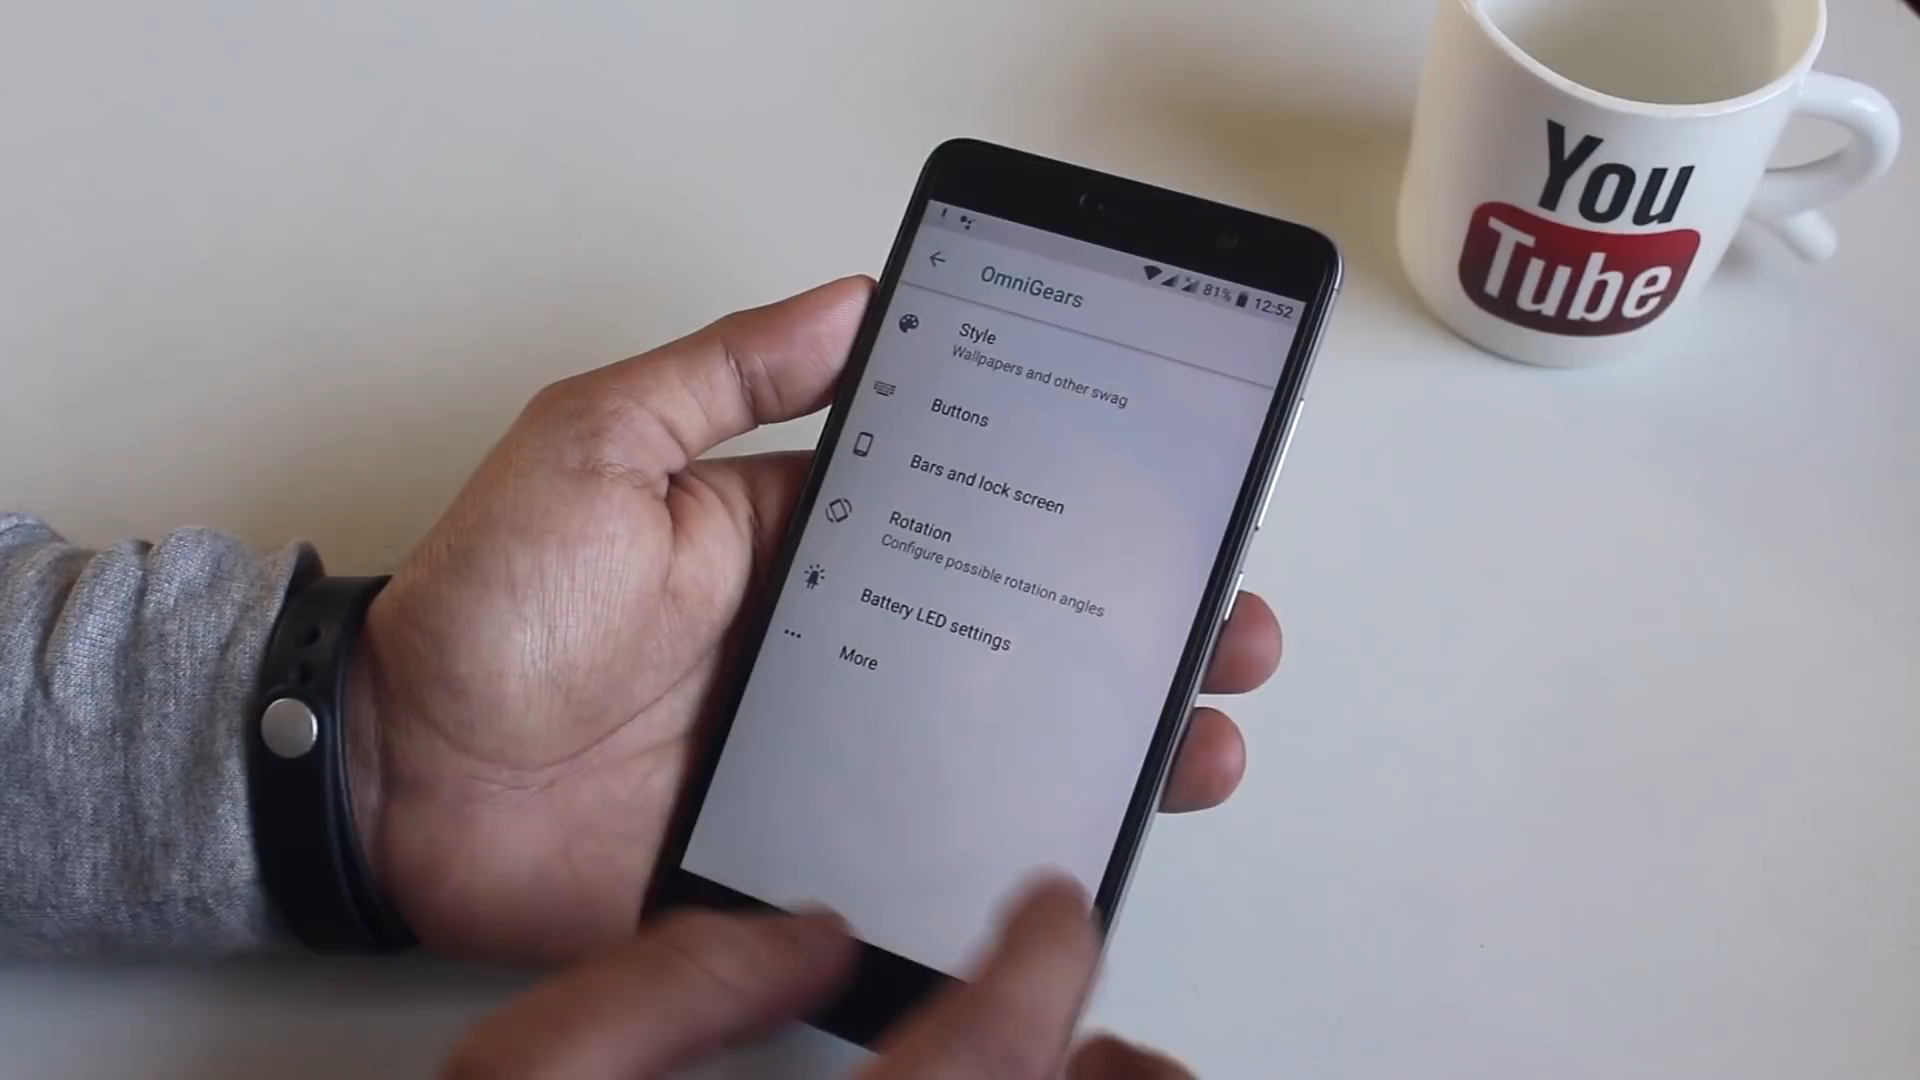 You
Tube
81% 12:52
OmniGears
Style
Wallpapers and other swag
Buttons
Bars and lock screen
Rotation
Configure possible rotation angles
Battery LED settings
More